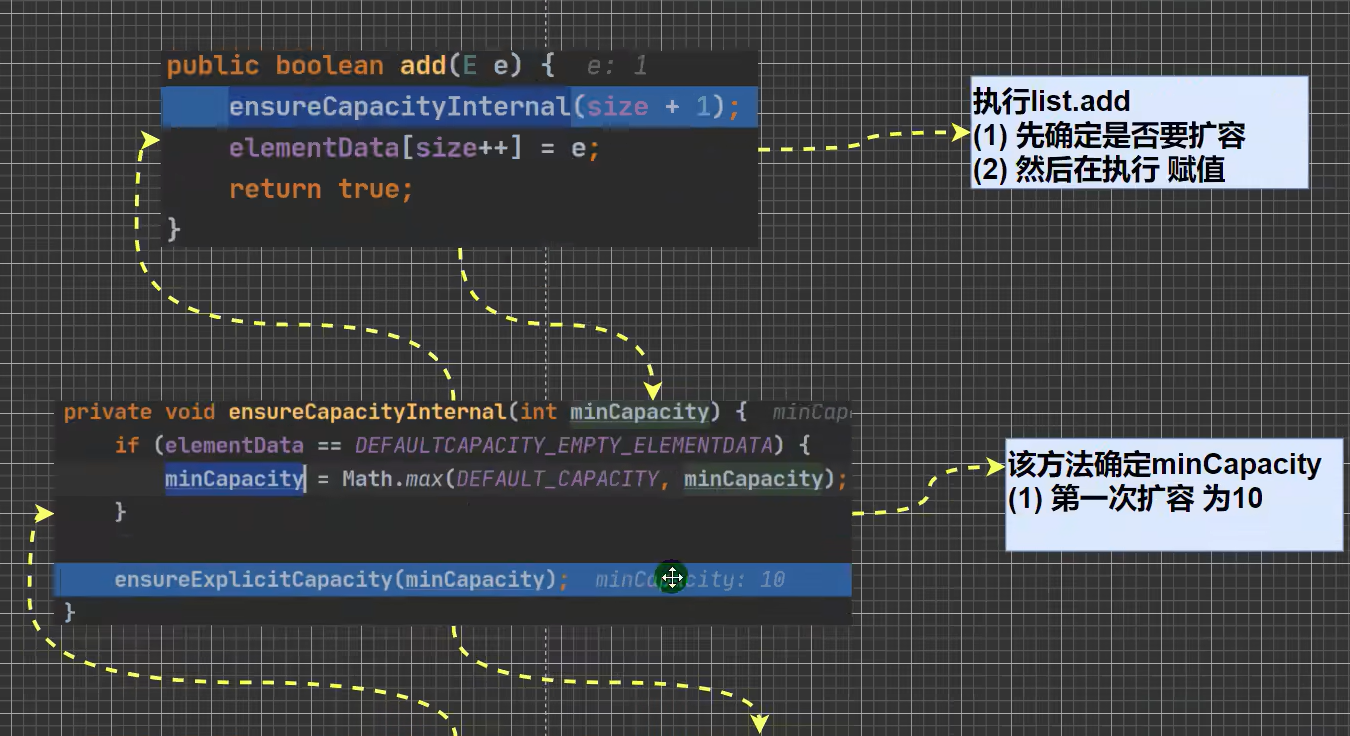 public boolean add(E e) {  e: 1
ensureCapacityInternal(size + 1);
elementData[size++] = e;
return true;
}
执行list.add
(1) 先确定是否要扩容
(2) 然后在执行 赋值
private void ensureCapacityInternal(int minCapacity) {  minCap
if (elementData == DEFAULTCAPACITY_EMPTY_ELEMENTDATA) {
minCapacity = Math.max(DEFAULT_CAPACITY, minCapacity);
}
ensureExplicitCapacity(minCapacity);  minCapacity: 10
}
该方法确定minCapacity
(1) 第一次扩容 为10